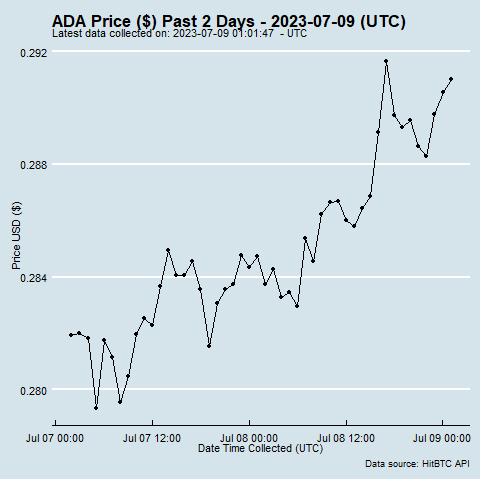 ADA Price ($) Past 2 Days - 2023-07-09 (UTC)
Latest data collected on: 2023-07-09 01:01:47 - UTC
0.292
0.288
0.284
0.280
Price USD ($)
Jul 07 00:00 Jul 07 12:00 Jul 08 00:00 Jul 08 12:00 Jul 09 00:00
Date Time Collected (UTC)
Data source: HitBTC API